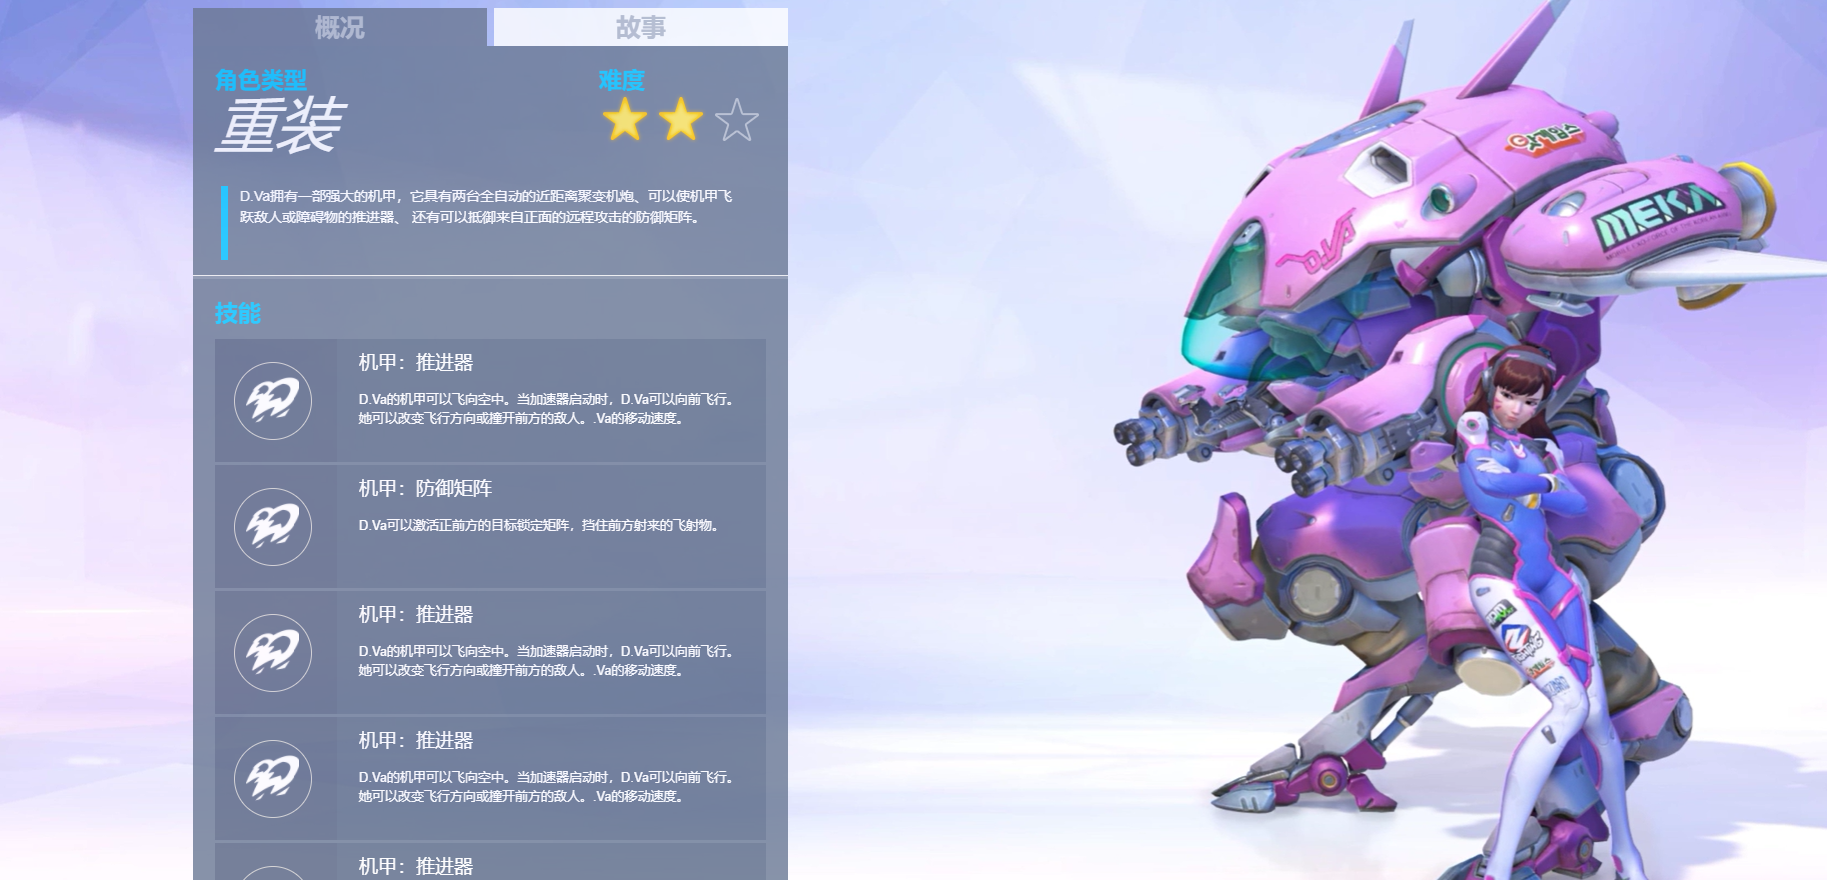 概况
故事
角色类型
难度
重装
D.Va拥有一部强大的机甲，它具有两台全自动的近距离聚变机炮、可以使机甲飞
跃敌人或障碍物的推进器、 还有可以抵御来自正面的远程攻击的防御矩阵。
技能
机甲：推进器
D.Va的机甲可以飞向空中。当加速器启动时，D.Va可以向前飞行。
她可以改变飞行方向或撞开前方的敌人。.Va的移动速度。
机甲：防御矩阵
D.Va可以激活正前方的目标锁定矩阵，挡住前方射来的飞射物。
机甲：推进器
D.Va的机甲可以飞向空中。当加速器启动时，D.Va可以向前飞行。
她可以改变飞行方向或撞开前方的敌人。.Va的移动速度。
机甲：推进器
D.Va的机甲可以飞向空中。当加速器启动时，D.Va可以向前飞行。
她可以改变飞行方向或撞开前方的敌人。.Va的移动速度。
机甲：推进器
D.VA
MEKA